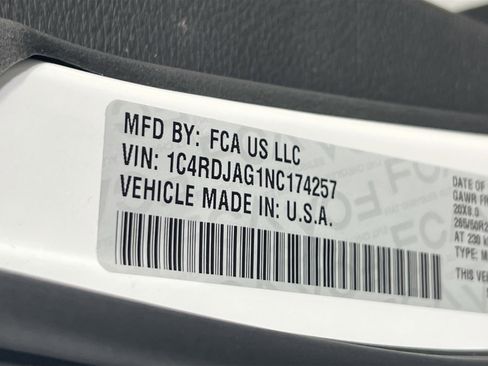 MFD BY: FCA US LLC
VIN: 1C4RDJAG1NC174257
VEHICLE MADE IN: U.S.A.
DATE OF
GAWR FR
20X8.0
265/50R2
AT 230
TYPE: M
THIS VE